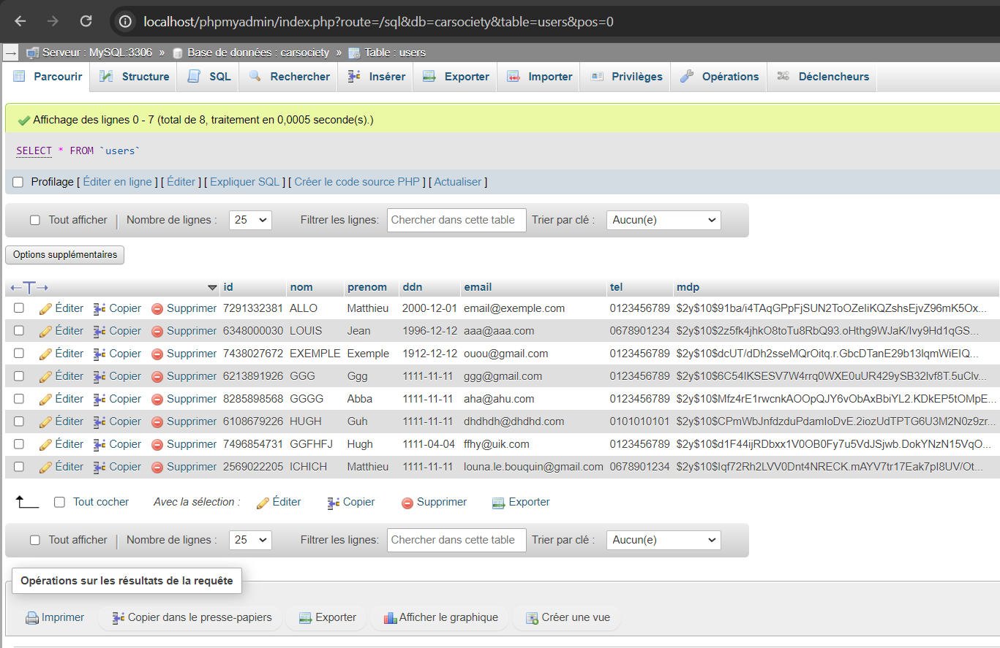 localhost/phpmyadmin/index.php?route=/sql&db=carsociety&table=users&pos=0
Serveur : MySQL:3306 » Base de données : carsociety » Table : users
Parcourir Structure SQL Rechercher Insérer Exporter Importer Privilèges Opérations Déclencheurs
Affichage des lignes 0 - 7 (total de 8, traitement en 0,0005 seconde(s).)
SELECT * FROM `users`
Profilage [ Éditer en ligne ] [ Éditer ] [ Expliquer SQL ] [ Créer le code source PHP ] [ Actualiser ]
Tout afficher | Nombre de lignes : 25 Filtrer les lignes: Chercher dans cette table Trier par clé : Aucun(e)
Options supplémentaires
←T→ id nom prenom ddn email tel mdp
Éditer Copier Supprimer 7291332381 ALLO Matthieu 2000-12-01 email@exemple.com 0123456789 $2y$10$91ba/i4TAqGPpFjSUN2ToOZeliKQZshsEjvZ96mK5Ox...
Éditer Copier Supprimer 6348000030 LOUIS Jean 1996-12-12 aaa@aaa.com 0678901234 $2y$10$2z5fk4jhkO8toTu8RbQ93.oHthg9WJaK/Ivy9Hd1qGS...
Éditer Copier Supprimer 7438027672 EXEMPLE Exemple 1912-12-12 ouou@gmail.com 0123456789 $2y$10$dcUT/dDh2sseMQrOitq.r.GbcDTanE29b13lqmWiEIQ...
Éditer Copier Supprimer 6213891926 GGG Ggg 1111-11-11 ggg@gmail.com 0123456789 $2y$10$6C54IKSESV7W4rrq0WXE0uUR429ySB32lvf8T.5uClv...
Éditer Copier Supprimer 8285898568 GGGG Abba 1111-11-11 aha@ahu.com 0123456789 $2y$10$Mfz4rE1rwcnkAOOpQJY6vObAxBbiYL2.KDkEP5tOMpE...
Éditer Copier Supprimer 6108679226 HUGH Guh 1111-11-11 dhdhdh@dhdhd.com 0101010101 $2y$10$CPmWbJnfdzduPdamIoDvE.2iozUdTPTG6U3M2N0z9zr...
Éditer Copier Supprimer 7496854731 GGFHFJ Hugh 1111-04-04 ffhy@uik.com 0123456789 $2y$10$d1F44ijRDbxx1V0OB0Fy7u5VdJSjwb.DokYNzN15VqO...
Éditer Copier Supprimer 2569022205 ICHICH Matthieu 1111-11-11 louna.le.bouquin@gmail.com 0678901234 $2y$10$Iqf72Rh2LVV0Dnt4NRECK.mAYV7tr17Eak7pI8UV/Ot...
Tout cocher Avec la sélection : Éditer Copier Supprimer Exporter
Tout afficher | Nombre de lignes : 25 Filtrer les lignes: Chercher dans cette table Trier par clé : Aucun(e)
Opérations sur les résultats de la requête
Imprimer Copier dans le presse-papiers Exporter Afficher le graphique Créer une vue